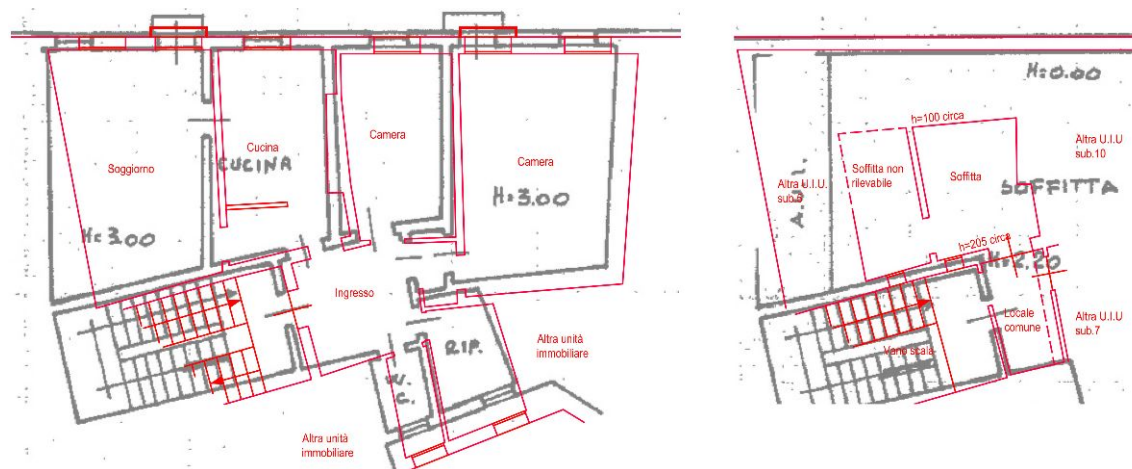 Soggiorno
Cucina
CUCINA
Camera
Camera
H=3.00
H=3.00
Ingresso
RIP.
W.
C.
Altra unità
immobiliare
Altra unità
immobiliare
H=0.00
h=100 circa
Altra U.I.U
sub.10
Soffitta non
rilevabile
Soffitta
Altra U.I.U.
SOFFITTA
h=205 circa
H=2.20
Locale
comune
Altra U.I.U
sub.7
Vano scala